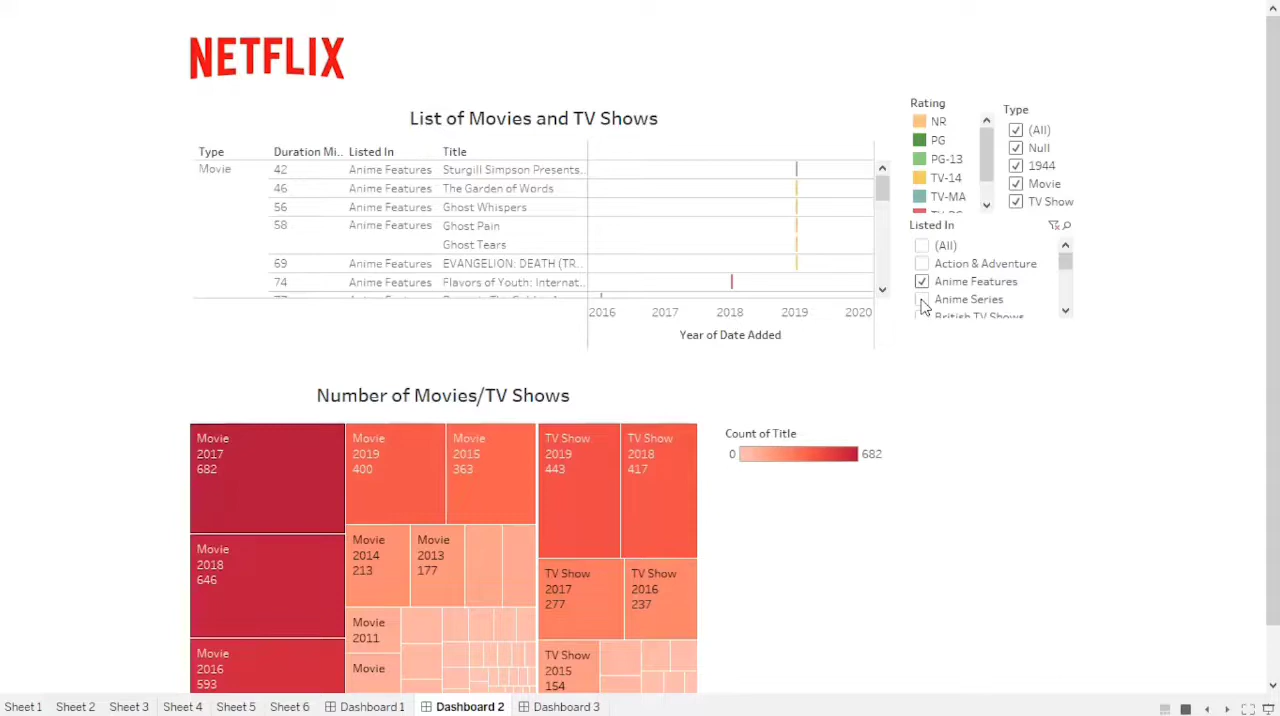 NETFLIX
List of Movies and TV Shows
Type Duration Mi.. Listed In Title
Movie 42 Anime Features Sturgill Simpson Presents..
46 Anime Features The Garden of Words
56 Anime Features Ghost Whispers
58 Anime Features Ghost Pain
Ghost Tears
69 Anime Features EVANGELION: DEATH (TR..
74 Anime Features Flavors of Youth: Internat..
2016 2017 2018 2019 2020
Year of Date Added
Rating
NR
PG
PG-13
TV-14
TV-MA
Type
(All)
Null
1944
Movie
TV Show
Listed In
(All)
Action & Adventure
Anime Features
Anime Series
British TV Shows
Number of Movies/TV Shows
Movie
2017
682
Movie
2018
646
Movie
2016
593
Movie
2019
400
Movie
2015
363
Movie
2014
213
Movie
2013
177
Movie
2011
Movie
TV Show
2019
443
TV Show
2018
417
TV Show
2017
277
TV Show
2016
237
TV Show
2015
154
Count of Title
0 682
Sheet 1 Sheet 2 Sheet 3 Sheet 4 Sheet 5 Sheet 6 Dashboard 1 Dashboard 2 Dashboard 3